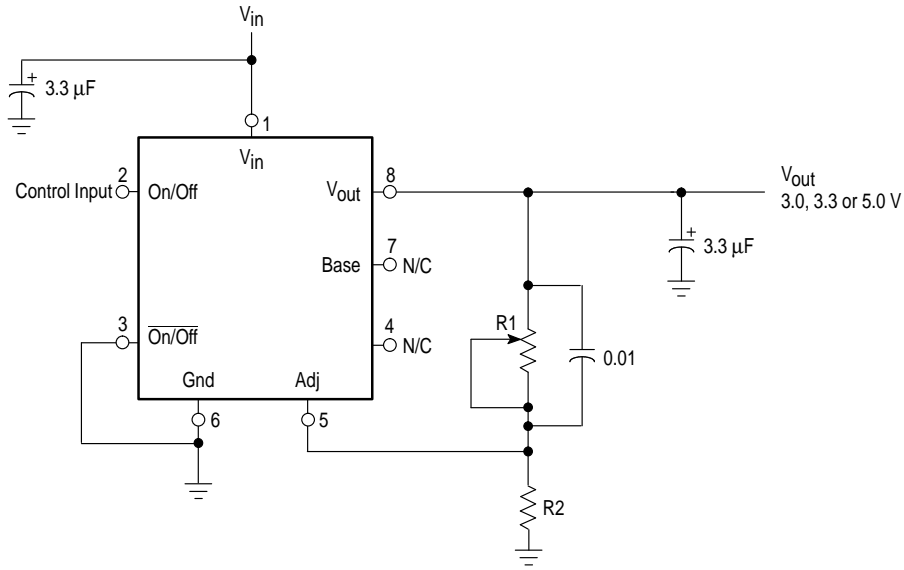 Vin
+
3.3 µF
1
Vin
2
Control Input
On/Off
Vout
8
Vout
3.0, 3.3 or 5.0 V
+
3.3 µF
7
Base
N/C
3
On/Off
4
N/C
R1
0.01
Gnd
Adj
6
5
R2